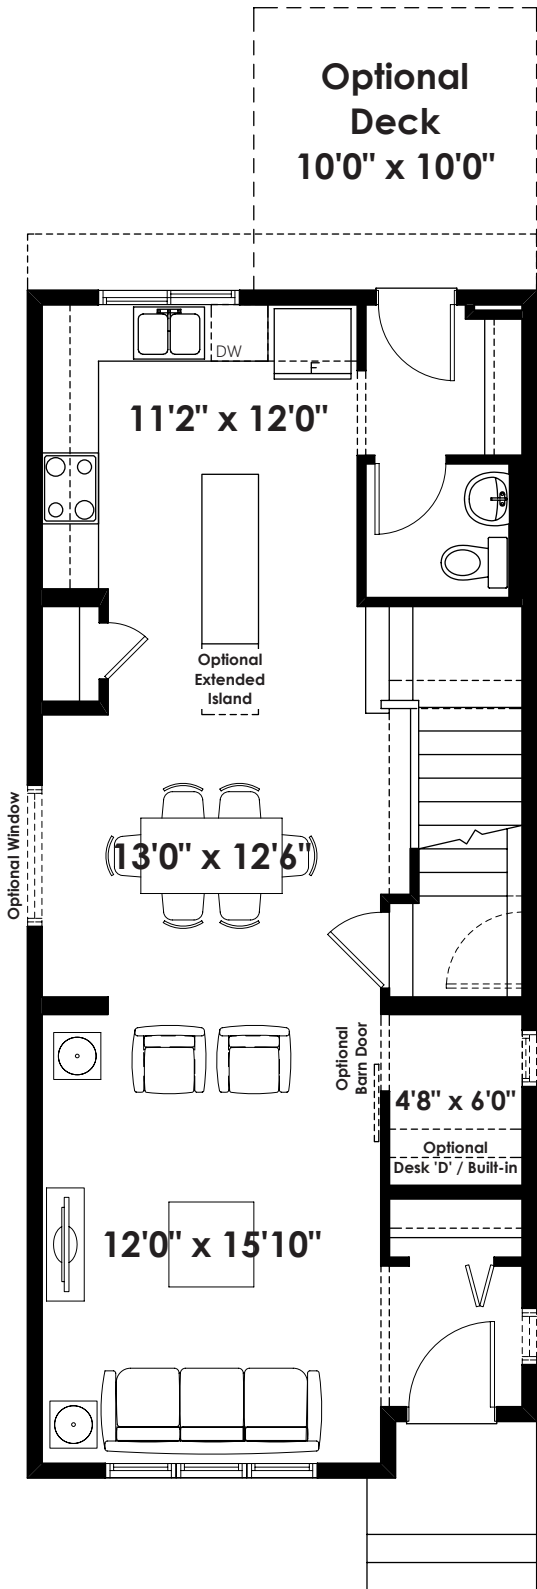 Optional
Deck
10'0" x 10'0"
DW
F
11'2" x 12'0"
Optional
Extended
Island
Optional Window
13'0" x 12'6"
Optional
Barn Door
4'8" x 6'0"
Optional
Desk 'D' / Built-in
12'0" x 15'10"